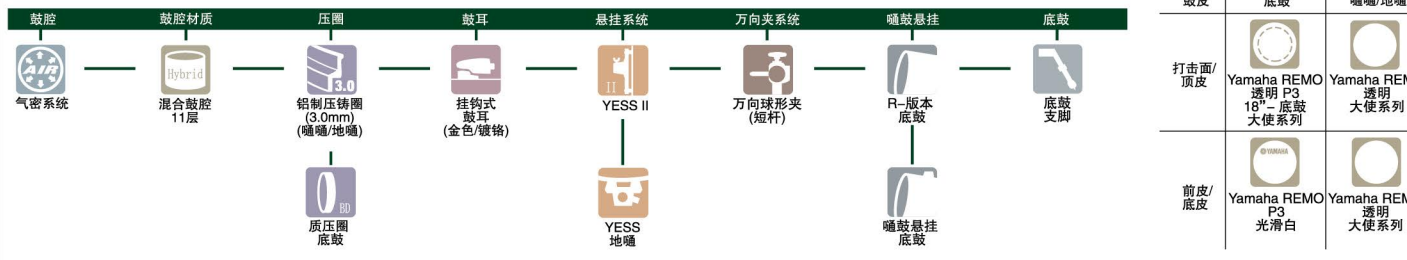 鼓腔 鼓腔材质 压圈 鼓耳 悬挂系统 万向夹系统 嗵鼓悬挂 底鼓
AIR Hybrid 3.0 II
气密系统 混合鼓腔 铝制压铸圈 挂钩式 YESS II 万向球形夹 R-版本 底鼓
11层 (3.0mm) 鼓耳 (短杆) 底鼓 支脚
(嗵嗵/地嗵) (金色/镀铬)
BD
质压圈 YESS 嗵鼓悬挂
底鼓 地嗵 底鼓
鼓皮 底鼓 嗵嗵/地嗵
打击面/ Yamaha REMO Yamaha REM
顶皮 透明 P3 透明
18”– 底鼓 大使系列
大使系列
YAMAHA
前皮/ Yamaha REMO Yamaha REM
底皮 P3 透明
光滑白 大使系列